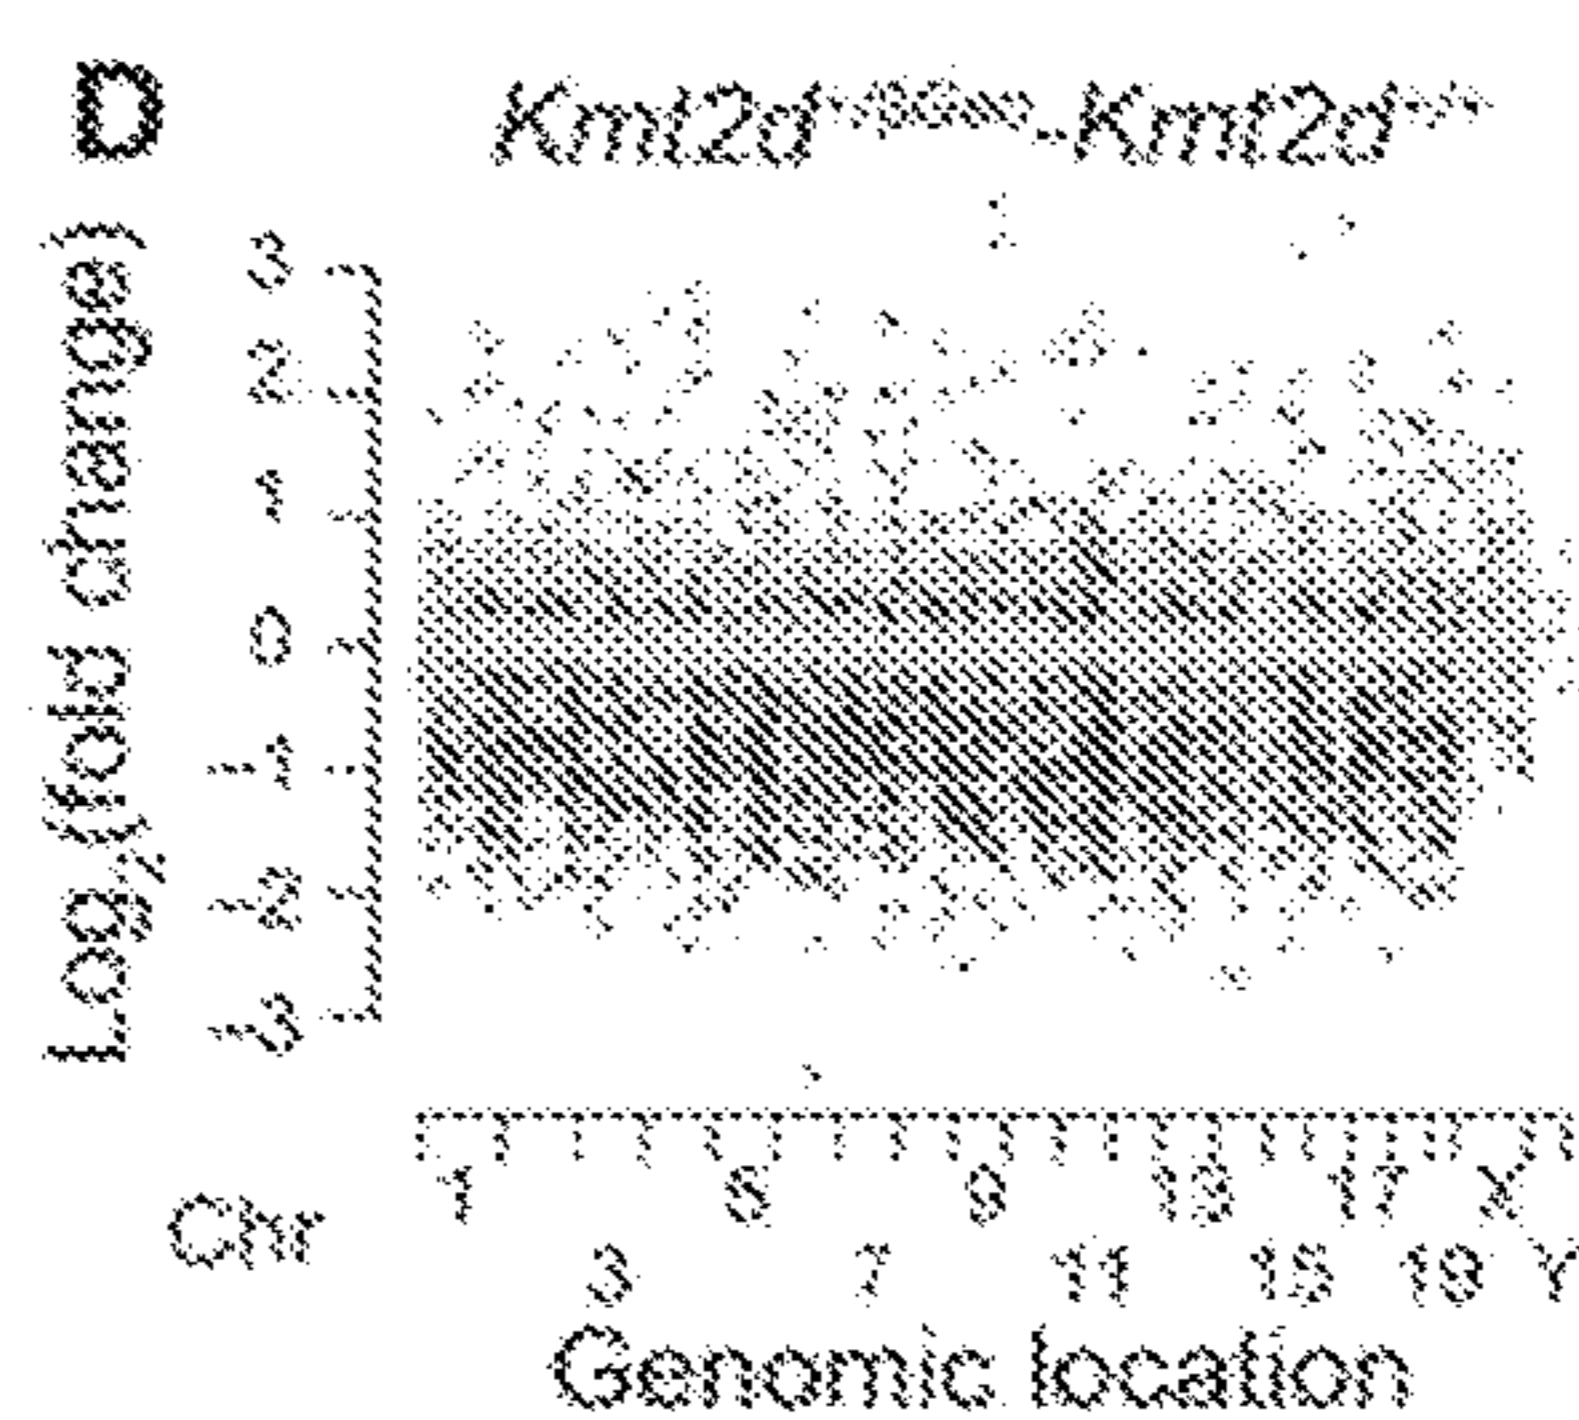 D
Kmt2d+/βGeo-Kmt2d+/+
Log2(fold change)
3
2
1
0
-1
-2
-3
Chr
1 5 9 13 17 X
3 7 11 15 19 Y
Genomic location